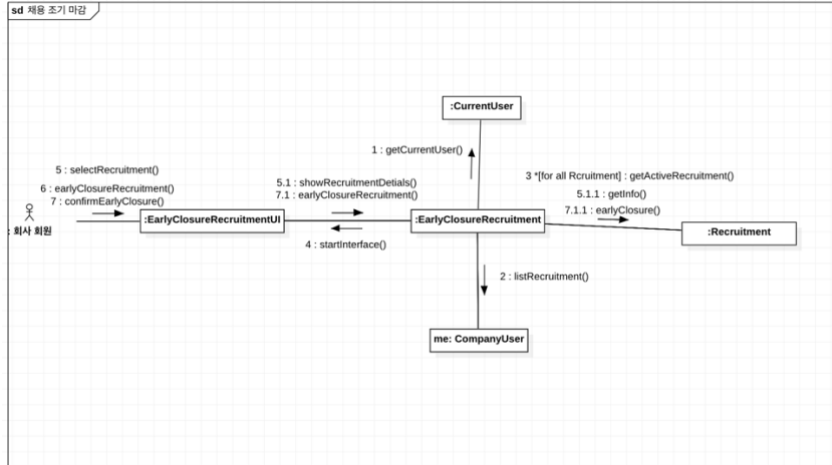 sd 채용 조기 마감
:CurrentUser
1 : getCurrentUser()
5 : selectRecruitment()
6 : earlyClosureRecruitment()
7 : confirmEarlyClosure()
: 회사 회원
:EarlyClosureRecruitmentUI
5.1 : showRecruitmentDetials()
7.1 : earlyClosureRecruitment()
4 : startInterface()
:EarlyClosureRecruitment
3 *[for all Rcruitment] : getActiveRecruitment()
5.1.1 : getInfo()
7.1.1 : earlyClosure()
:Recruitment
2 : listRecruitment()
me: CompanyUser